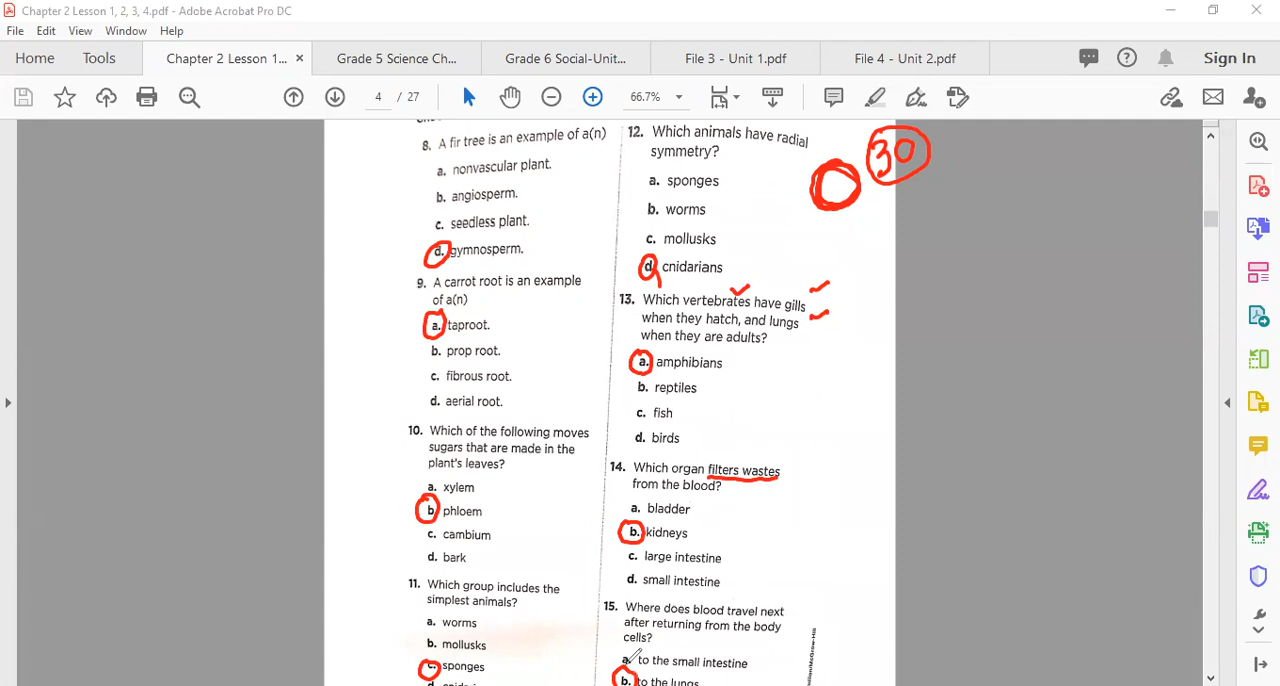 Chapter 2 Lesson 1, 2, 3, 4.pdf - Adobe Acrobat Pro DC
File Edit View Window Help
Home Tools Chapter 2 Lesson 1... × Grade 5 Science Ch... Grade 6 Social-Unit... File 3 - Unit 1.pdf File 4 - Unit 2.pdf Sign In
4 / 27 66.7%
8. A fir tree is an example of a(n)
a. nonvascular plant.
b. angiosperm.
c. seedless plant.
d. gymnosperm.
9. A carrot root is an example
of a(n)
a. taproot.
b. prop root.
c. fibrous root.
d. aerial root.
10. Which of the following moves
sugars that are made in the
plant's leaves?
a. xylem
b. phloem
c. cambium
d. bark
11. Which group includes the
simplest animals?
a. worms
b. mollusks
c. sponges
12. Which animals have radial
symmetry?
a. sponges
b. worms
c. mollusks
d. cnidarians
30
13. Which vertebrates have gills
when they hatch, and lungs
when they are adults?
a. amphibians
b. reptiles
c. fish
d. birds
14. Which organ filters wastes
from the blood?
a. bladder
b. kidneys
c. large intestine
d. small intestine
15. Where does blood travel next
after returning from the body
cells?
a. to the small intestine
b. to the lungs